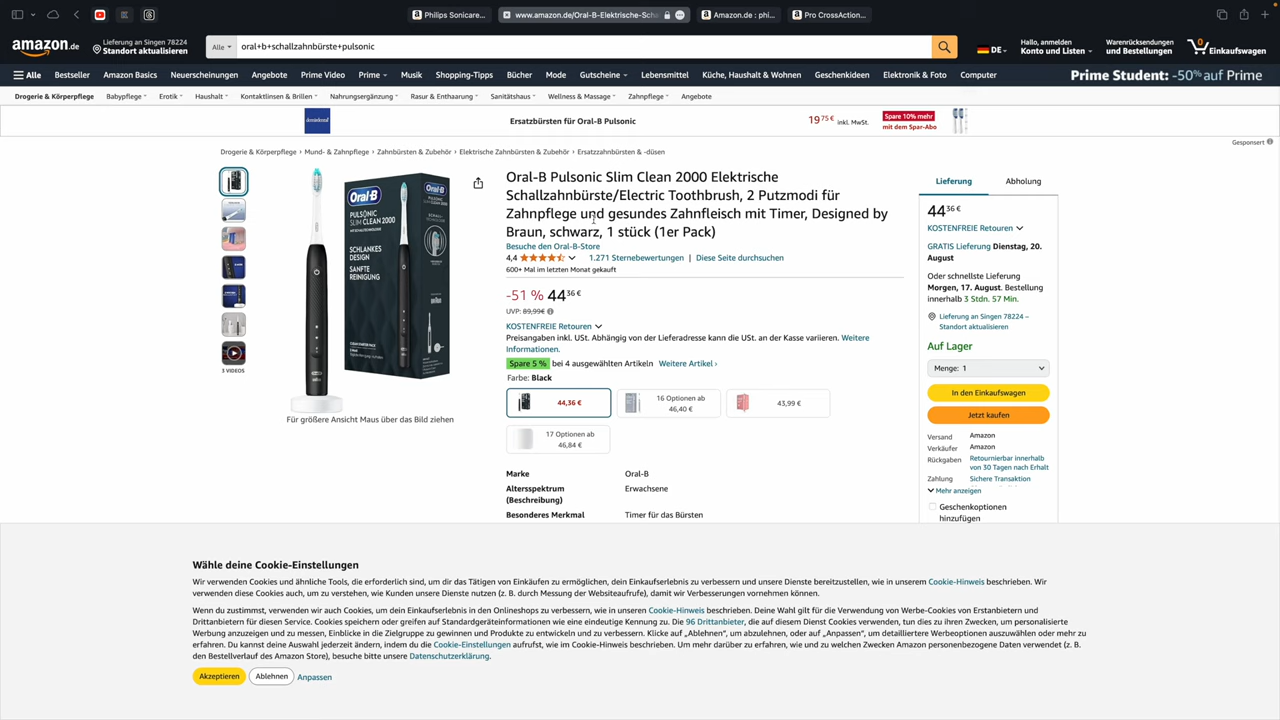 Philips Sonicare...
www.amazon.de/Oral-B-Elektrische-Scha
Amazon.de : phi...
Pro CrossAction...
amazon.de
Lieferung an Singen 78224
Standort aktualisieren
Alle
oral+b+schallzahnbürste+pulsonic
DE
Hallo, anmelden
Konto und Listen
Warenrücksendungen
und Bestellungen
0
Einkaufswagen
Alle Bestseller Amazon Basics Neuerscheinungen Angebote Prime Video Prime Musik Shopping-Tipps Bücher Mode Gutscheine Lebensmittel Küche, Haushalt & Wohnen Geschenkideen Elektronik & Foto Computer
Prime Student: -50% auf Prime
Drogerie & Körperpflege Babypflege Erotik Haushalt Kontaktlinsen & Brillen Nahrungsergänzung Rasur & Enthaarung Sanitätshaus Wellness & Massage Zahnpflege Angebote
Ersatzbürsten für Oral-B Pulsonic
19 75 € inkl. MwSt.
Spare 10% mehr
mit dem Spar-Abo
Gesponsert
Drogerie & Körperpflege › Mund- & Zahnpflege › Zahnbürsten & Zubehör › Elektrische Zahnbürsten & Zubehör › Ersatzzahnbürsten & -düsen
3 VIDEOS
Oral-B
PULSONIC
SLIM CLEAN 2000
SCHLANKES
DESIGN
SANFTE
REINIGUNG
Für größere Ansicht Maus über das Bild ziehen
Oral-B Pulsonic Slim Clean 2000 Elektrische
Schallzahnbürste/Electric Toothbrush, 2 Putzmodi für
Zahnpflege und gesundes Zahnfleisch mit Timer, Designed by
Braun, schwarz, 1 stück (1er Pack)
Besuche den Oral-B-Store
4,4 1.271 Sternebewertungen | Diese Seite durchsuchen
600+ Mal im letzten Monat gekauft
-51 % 44 36 €
UVP: 89,99€
KOSTENFREIE Retouren
Preisangaben inkl. USt. Abhängig von der Lieferadresse kann die USt. an der Kasse variieren. Weitere
Informationen.
Spare 5 % bei 4 ausgewählten Artikeln Weitere Artikel ›
Farbe: Black
44,36 €
16 Optionen ab
46,40 €
43,99 €
17 Optionen ab
46,84 €
Marke Oral-B
Altersspektrum
(Beschreibung)
Erwachsene
Besonderes Merkmal Timer für das Bürsten
Lieferung Abholung
44 36 €
KOSTENFREIE Retouren
GRATIS Lieferung Dienstag, 20.
August
Oder schnellste Lieferung
Morgen, 17. August. Bestellung
innerhalb 3 Stdn. 57 Min.
Lieferung an Singen 78224 –
Standort aktualisieren
Auf Lager
Menge: 1
In den Einkaufswagen
Jetzt kaufen
Versand Amazon
Verkäufer Amazon
Rückgaben Retournierbar innerhalb
von 30 Tagen nach Erhalt
Zahlung Sichere Transaktion
Mehr anzeigen
Geschenkoptionen
hinzufügen
Wähle deine Cookie-Einstellungen
Wir verwenden Cookies und ähnliche Tools, die erforderlich sind, um dir das Tätigen von Einkäufen zu ermöglichen, dein Einkaufserlebnis zu verbessern und unsere Dienste bereitzustellen, wie in unserem Cookie-Hinweis beschrieben. Wir
verwenden diese Cookies auch, um zu verstehen, wie Kunden unsere Dienste nutzen (z. B. durch Messung der Websiteaufrufe), damit wir Verbesserungen vornehmen können.
Wenn du zustimmst, verwenden wir auch Cookies, um dein Einkaufserlebnis in den Onlineshops zu verbessern, wie in unseren Cookie-Hinweis beschrieben. Deine Wahl gilt für die Verwendung von Werbe-Cookies von Erstanbietern und
Drittanbietern für diesen Service. Cookies speichern oder greifen auf Standardgeräteinformationen wie eine eindeutige Kennung zu. Die 96 Drittanbieter, die auf diesem Dienst Cookies verwenden, tun dies zu ihren Zwecken, um personalisierte
Werbung anzuzeigen und zu messen, Einblicke in die Zielgruppe zu gewinnen und Produkte zu entwickeln und zu verbessern. Klicke auf „Ablehnen“, um abzulehnen, oder auf „Anpassen“, um detailliertere Werbeoptionen auszuwählen oder mehr zu
erfahren. Du kannst deine Auswahl jederzeit ändern, indem du die Cookie-Einstellungen aufrufst, wie im Cookie-Hinweis beschrieben. Um mehr darüber zu erfahren, wie und zu welchen Zwecken Amazon personenbezogene Daten verwendet (z. B.
den Bestellverlauf des Amazon Store), besuche bitte unsere Datenschutzerklärung.
Akzeptieren Ablehnen Anpassen